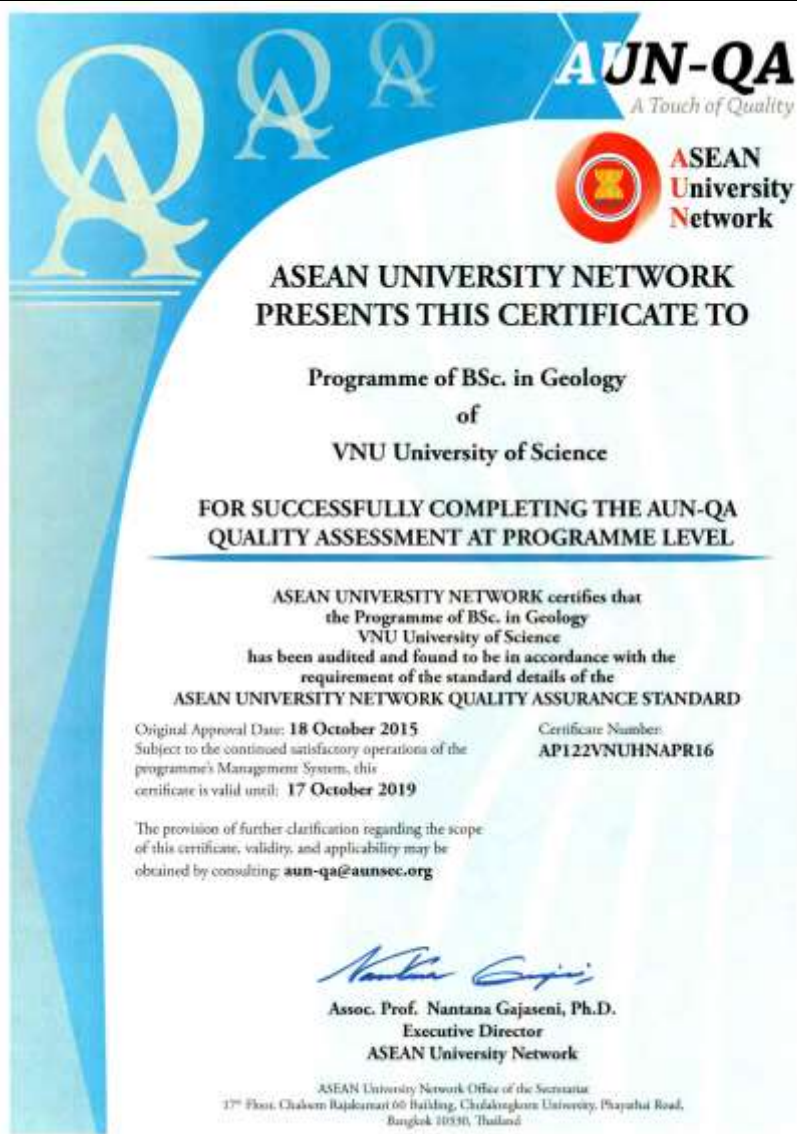 AUN-QA
A Touch of Quality
ASEAN
University
Network
ASEAN UNIVERSITY NETWORK
PRESENTS THIS CERTIFICATE TO
Programme of BSc. in Geology
of
VNU University of Science
FOR SUCCESSFULLY COMPLETING THE AUN-QA
QUALITY ASSESSMENT AT PROGRAMME LEVEL
ASEAN UNIVERSITY NETWORK certifies that
the Programme of BSc. in Geology
VNU University of Science
has been audited and found to be in accordance with the
requirement of the standard details of the
ASEAN UNIVERSITY NETWORK QUALITY ASSURANCE STANDARD
Original Approval Date: 18 October 2015
Subject to the continued satisfactory operations of the
programme's Management System, this
certificate is valid until: 17 October 2019
Certificate Number:
AP122VNUHNAPR16
The provision of further clarification regarding the scope
of this certificate, validity, and applicability may be
obtained by consulting: aun-qa@aunsec.org
Assoc. Prof. Nantana Gajaseni, Ph.D.
Executive Director
ASEAN University Network
ASEAN University Network Office of the Secretariat
17th Floor, Chaloem Rajakumari 60 Building, Chulalongkorn University, Phayathai Road,
Bangkok 10330, Thailand